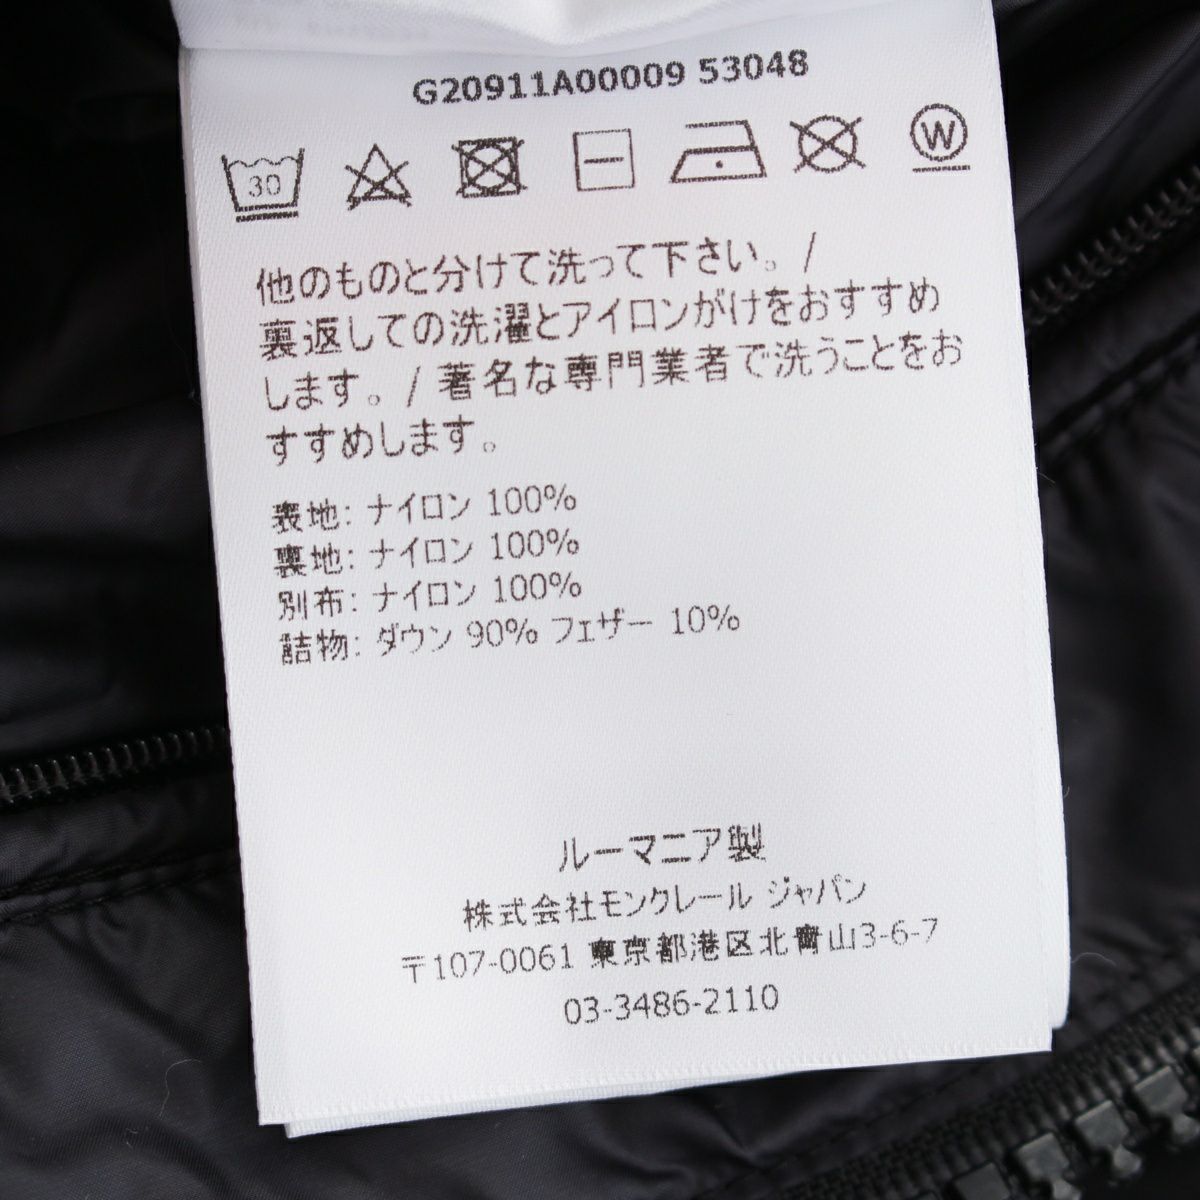 G20911A00009 53048
30
W
他のものと分けて洗って下さい。/
裏返しての洗濯とアイロンがけをおすすめ
します。/ 著名な専門業者で洗うことをお
すすめします。
表地: ナイロン 100%
裏地: ナイロン 100%
別布: ナイロン 100%
詰物: ダウン 90% フェザー 10%
ルーマニア製
株式会社モンクレール ジャパン
〒107-0061 東京都港区北青山3-6-7
03-3486-2110